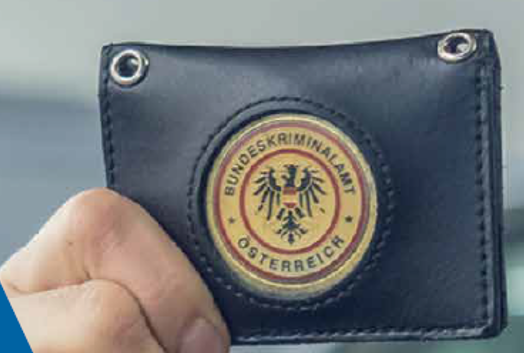 BUNDESKRIMINALAMT
* ÖSTERREICH *